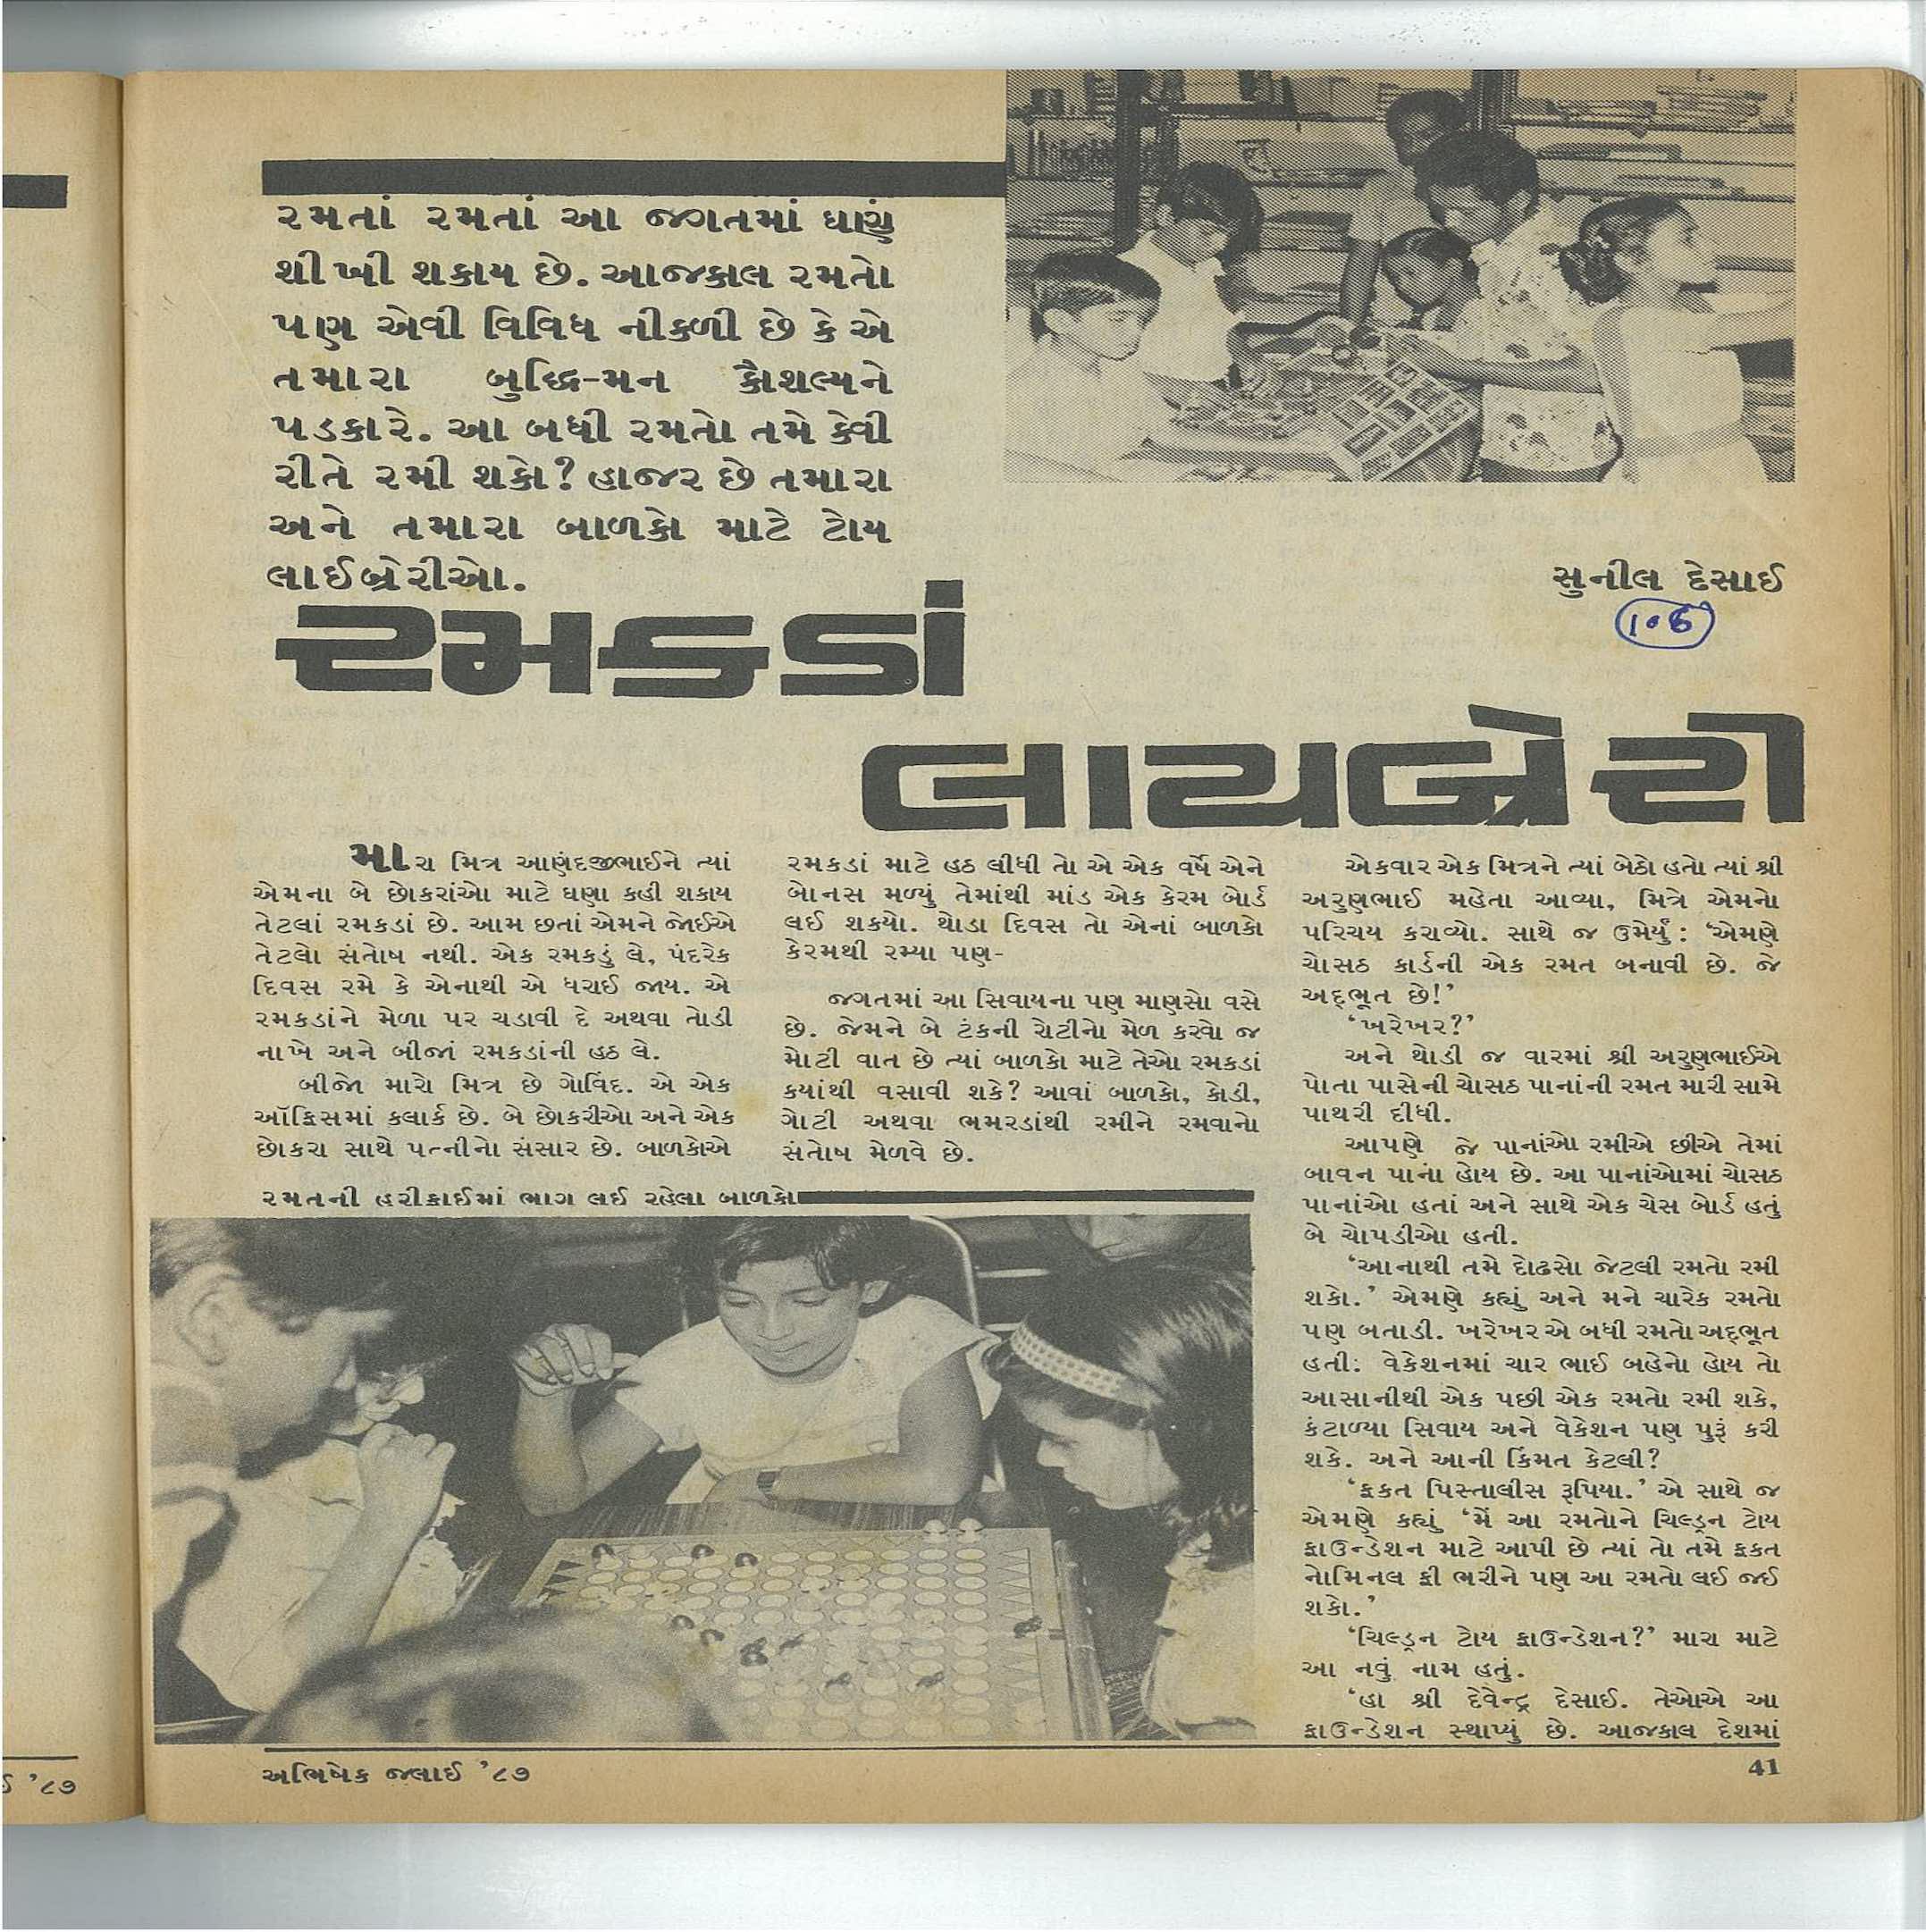 રમતાં રમતાં આ જગતમાં ઘણું
શીખી શકાય છે. આજકાલ રમતો
પણ એવી વિવિધ નીકળી છે કે એ
તમારા બુદ્ધિ-મન કૌશલ્યને
પડકારે. આ બધી રમતો તમે કેવી
રીતે રમી શકો? હાજર છે તમારા
અને તમારા બાળકો માટે ટોય
લાઈબ્રેરીઓ.
સુનીલ દેસાઈ
106
રમકડાં
લાયબ્રેરી
મારા મિત્ર આણંદજીભાઈને ત્યાં
એમના બે છોકરાંઓ માટે ઘણા કહી શકાય
તેટલાં રમકડાં છે. આમ છતાં એમને જોઈએ
તેટલો સંતોષ નથી. એક રમકડું લે, પંદરેક
દિવસ રમે કે એનાથી એ ધરાઈ જાય. એ
રમકડાંને મેળા પર ચડાવી દે અથવા તોડી
નાખે અને બીજાં રમકડાંની હઠ લે.
બીજો મારો મિત્ર છે ગોવિંદ. એ એક
ઑફિસમાં કલાર્ક છે. બે છોકરીઓ અને એક
છોકરા સાથે પત્નીનો સંસાર છે. બાળકોએ
રમકડાં માટે હઠ લીધી તો એ એક વર્ષે એને
બોનસ મળ્યું તેમાંથી માંડ એક કેરમ બોર્ડ
લઈ શકયો. થોડા દિવસ તો એનાં બાળકો
કેરમથી રમ્યા પણ-
જગતમાં આ સિવાયના પણ માણસો વસે
છે. જેમને બે ટંકની રોટીનો મેળ કરવો જ
મોટી વાત છે ત્યાં બાળકો માટે તેઓ રમકડાં
કયાંથી વસાવી શકે? આવાં બાળકો, કોડી,
ગોટી અથવા ભમરડાંથી રમીને રમવાનો
સંતોષ મેળવે છે.
રમતની હરીકાઈમાં ભાગ લઈ રહેલા બાળકો
એકવાર એક મિત્રને ત્યાં બેઠો હતો ત્યાં શ્રી
અરુણભાઈ મહેતા આવ્યા, મિત્રે એમનો
પરિચય કરાવ્યો. સાથે જ ઉમેર્યું : ‘એમણે
ચોસઠ કાર્ડની એક રમત બનાવી છે. જે
અદ્ભૂત છે!’
‘ખરેખર?’
અને થોડી જ વારમાં શ્રી અરુણભાઈએ
પોતા પાસેની ચોસઠ પાનાંની રમત મારી સામે
પાથરી દીધી.
આપણે જે પાનાંઓ રમીએ છીએ તેમાં
બાવન પાનાં હોય છે. આ પાનાંઓમાં ચોસઠ
પાનાંઓ હતાં અને સાથે એક ચેસ બોર્ડ હતું
બે ચોપડીઓ હતી.
‘આનાથી તમે દોઢસો જેટલી રમતો રમી
શકો.’ એમણે કહ્યું અને મને ચારેક રમતો
પણ બતાડી. ખરેખર એ બધી રમતો અદ્ભૂત
હતી: વેકેશનમાં ચાર ભાઈ બહેનો હોય તો
આસાનીથી એક પછી એક રમતો રમી શકે,
કંટાળ્યા સિવાય અને વેકેશન પણ પુરું કરી
શકે. અને આની કિંમત કેટલી?
‘ફકત પિસ્તાલીસ રૂપિયા.’ એ સાથે જ
એમણે કહ્યું ‘મેં આ રમતોને ચિલ્ડ્રન ટોય
ફાઉન્ડેશન માટે આપી છે ત્યાં તો તમે ફકત
નોમિનલ ફી ભરીને પણ આ રમતો લઈ જઈ
શકો.’
‘ચિલ્ડ્રન ટોય ફાઉન્ડેશન?’ મારા માટે
આ નવું નામ હતું.
‘હા શ્રી દેવેન્દ્ર દેસાઈ. તેઓએ આ
ફાઉન્ડેશન સ્થાપ્યું છે. આજકાલ દેશમાં
અભિષેક જલાઈ ’૮૭
41
’૮૭